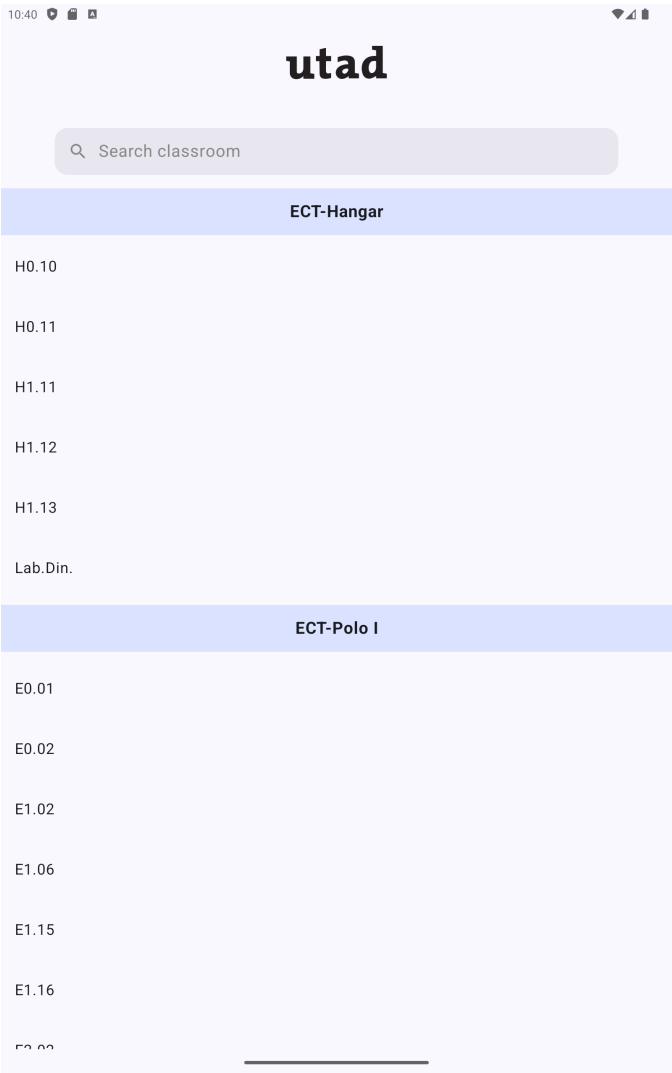 10:40
utad
Search classroom
ECT-Hangar
H0.10
H0.11
H1.11
H1.12
H1.13
Lab.Din.
ECT-Polo I
E0.01
E0.02
E1.02
E1.06
E1.15
E1.16